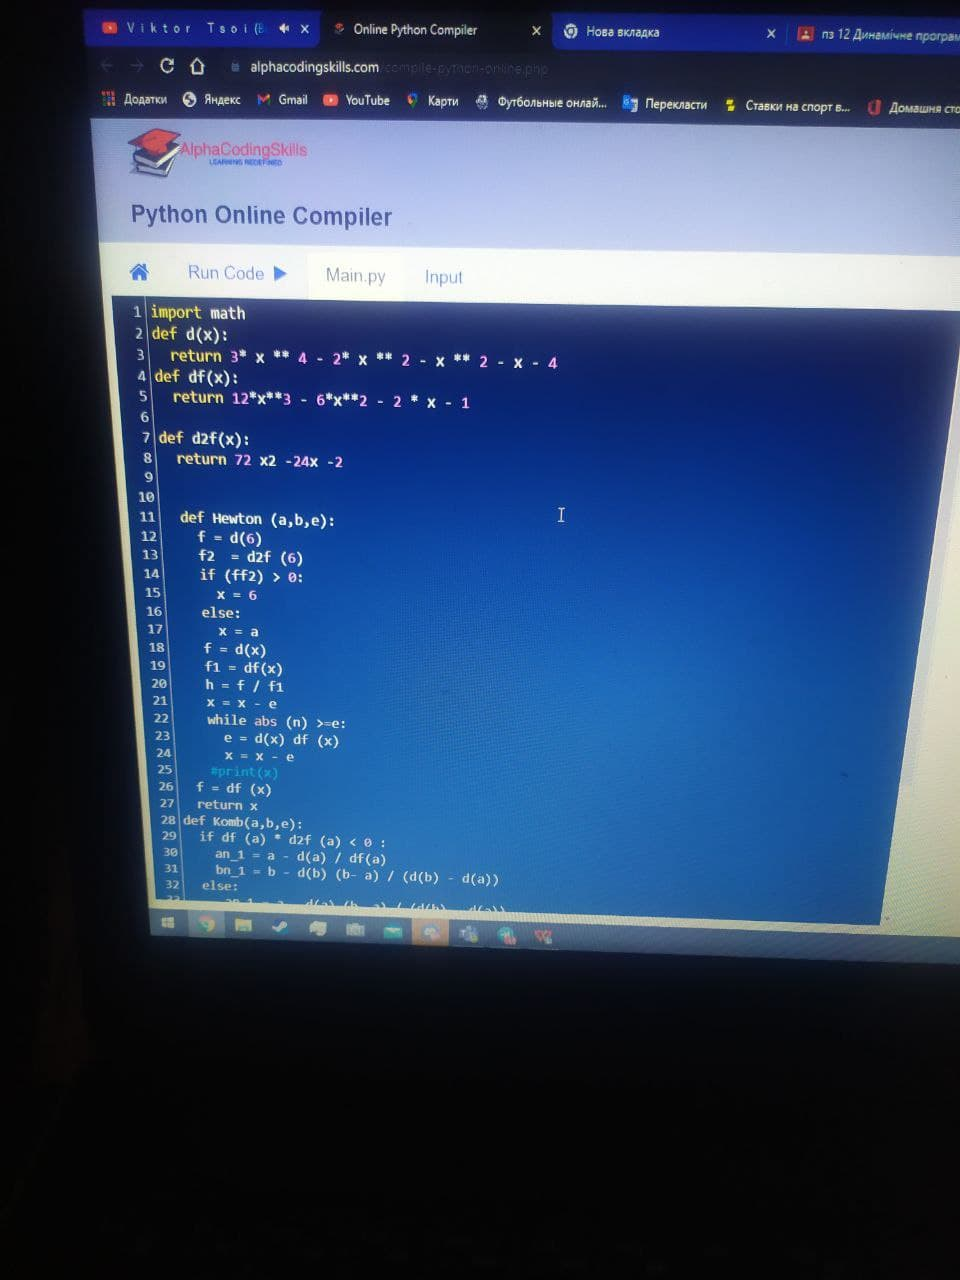 Viktor Tsoi (В
Online Python Compiler
Нова вкладка
пз 12 Динамічне програм
alphacodingskills.com/compile-python-online.php
Додатки
Яндекс
Gmail
YouTube
Карти
Футбольные онлай...
Перекласти
Ставки на спорт в...
Домашня сто
AlphaCodingSkills
LEARNING REDEFINED
Python Online Compiler
Run Code
Main.py
Input
1 import math
2 def d(x):
3 return 3* x ** 4 - 2* x ** 2 - x ** 2 - x - 4
4 def df(x):
5 return 12*x**3 - 6*x**2 - 2 * x - 1
6
7 def d2f(x):
8 return 72 x2 -24x -2
9
10
11 def Hewton (a,b,e):
12 f = d(6)
13 f2 = d2f (6)
14 if (ff2) > 0:
15 x = 6
16 else:
17 x = a
18 f = d(x)
19 f1 = df(x)
20 h = f / f1
21 x = x - e
22 while abs (n) >=e:
23 e = d(x) df (x)
24 x = x - e
25 #print(x)
26 f = df (x)
27 return x
28 def Komb(a,b,e):
29 if df (a) * d2f (a) < 0 :
30 an_1 = a - d(a) / df(a)
31 bn_1 = b - d(b) (b- a) / (d(b) - d(a))
32 else: